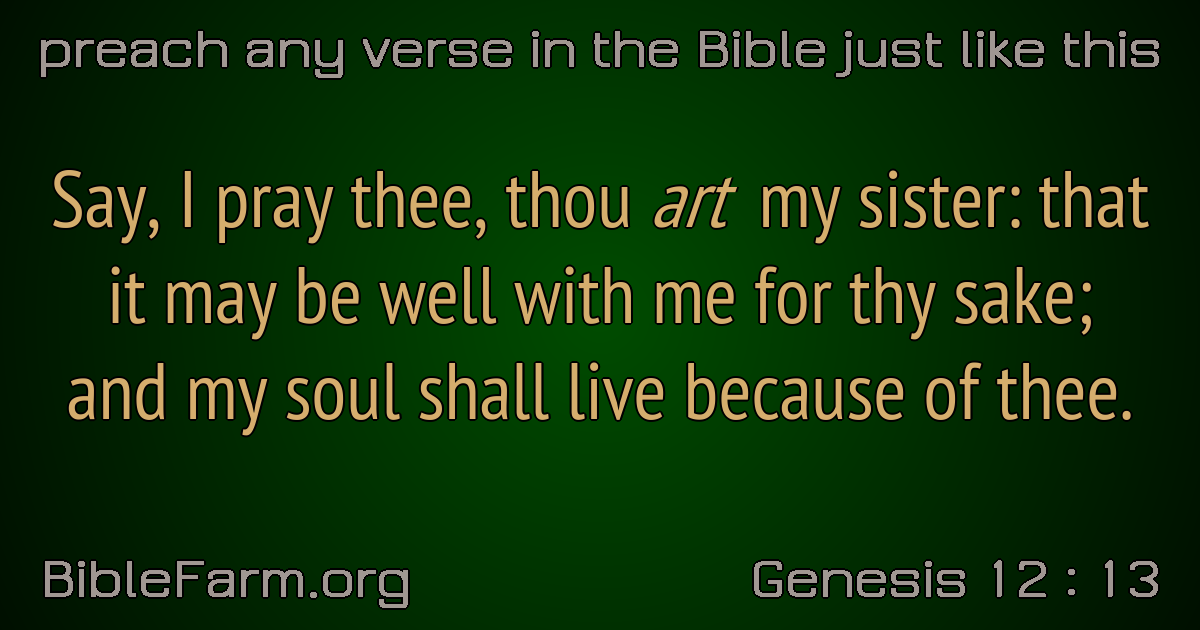 preach any verse in the Bible just like this
Say, I pray thee, thou art my sister: that
it may be well with me for thy sake;
and my soul shall live because of thee.
BibleFarm.org
Genesis 12 : 13